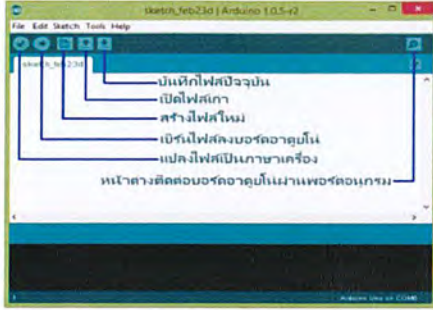 sketch_feb23d | Arduino 1.0.5-r2
File Edit Sketch Tools Help
sketch_feb23d
บันทึกไฟล์ปัจจุบัน
เปิดไฟล์เก่า
สร้างไฟล์ใหม่
เบิร์นไฟล์ลงบอร์ดอาดูยโน่
แปลงไฟล์เป็นภาษาเครื่อง
หน้าต่างติดต่อบอร์ดอาดูยโน่ผ่านพอร์ตอนุกรม
Arduino Uno on COM8